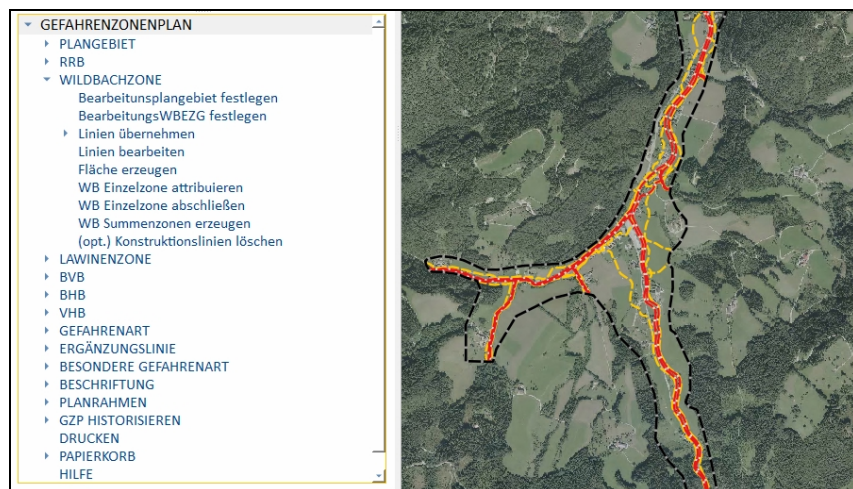 GEFAHRENZONENPLAN
PLANGEBIET
RRB
WILDBACHZONE
Bearbeitungsplangebiet festlegen
BearbeitungsWBEZG festlegen
Linien übernehmen
Linien bearbeiten
Fläche erzeugen
WB Einzelzone attribuieren
WB Einzelzone abschließen
WB Summenzonen erzeugen
(opt.) Konstruktionslinien löschen
LAWINENZONE
BVB
BHB
VHB
GEFAHRENART
ERGÄNZUNGSLINIE
BESONDERE GEFAHRENART
BESCHRIFTUNG
PLANRAHMEN
GZP HISTORISIEREN
DRUCKEN
PAPIERKORB
HILFE